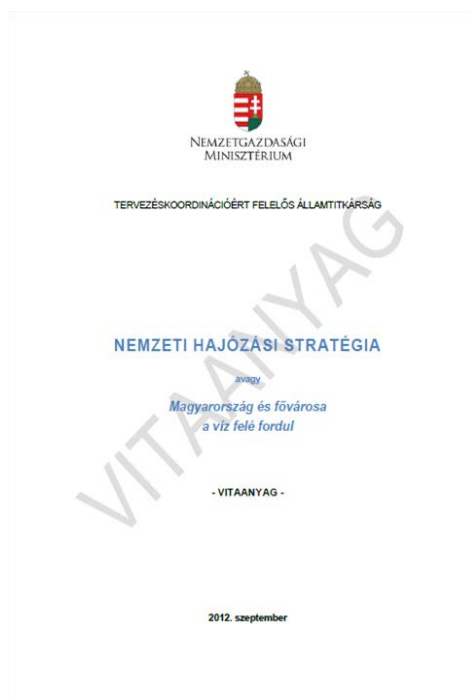 NEMZETGAZDASÁGI
MINISZTÉRIUM
TERVEZÉSKOORDINÁCIÓÉRT FELELŐS ÁLLAMTITKÁRSÁG
VITAANYAG
NEMZETI HAJÓZÁSI STRATÉGIA
avagy
Magyarország és fővárosa
a víz felé fordul
- VITAANYAG -
2012. szeptember